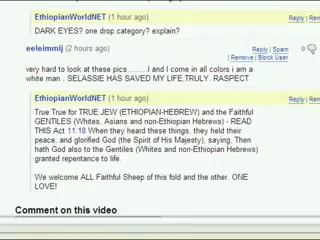 EthiopianWorldNET (1 hour ago) Reply | Re
DARK EYES? one drop category? explain?
eeleimmij (2 hours ago) Reply | Spam 0
| Remove | Block User
very hard to look at these pics.........I and I come in all colors i am a
white man . SELASSIE HAS SAVED MY LIFE.TRULY. RASPECT
EthiopianWorldNET (1 hour ago) Reply | Re
True True for TRUE JEW (ETHIOPIAN-HEBREW) and the Faithful
GENTILES (Whites, Asians and non-Ethiopian Hebrews) - READ
THIS Act 11:18 When they heard these things, they held their
peace, and glorified God (the Spirit of His Majesty), saying, Then
hath God also to the Gentiles (Whites and non-Ethiopian Hebrews)
granted repentance to life.
We welcome ALL Faithful Sheep of this fold and the other. ONE
LOVE!
Comment on this video